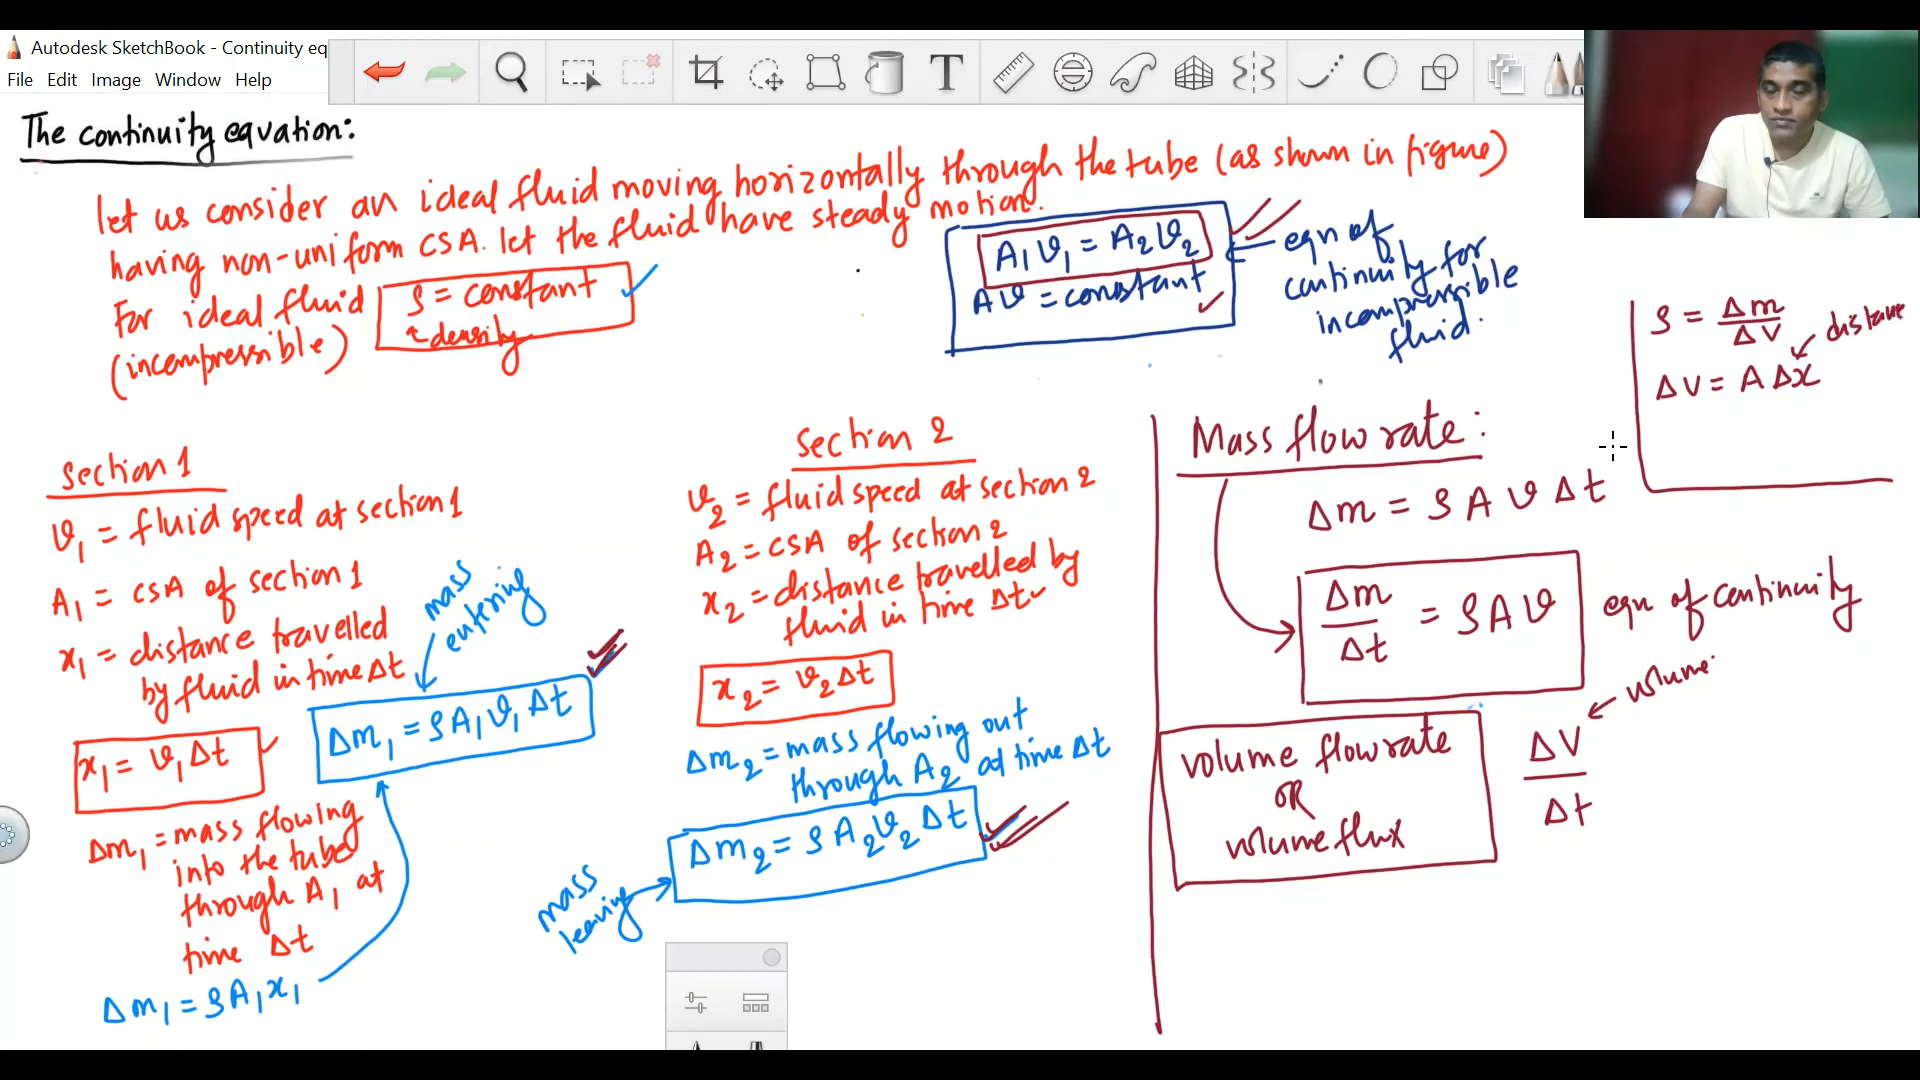 Autodesk SketchBook - Continuity eq
File Edit Image Window Help
T
The continuity equation:
let us consider an ideal fluid moving horizontally through the tube (as shown in figure)
having non-uniform CSA. let the fluid have steady motion.
For ideal fluid
(incompressible)
ρ = constant
density
A₁v₁ = A₂v₂
Av = constant
eqn of
continuity for
incompressible
fluid.
ρ = Δm/ΔV
distance
ΔV = A Δx
section 1
v₁ = fluid speed at section 1
A₁ = CSA of section 1
x₁ = distance travelled
by fluid in time Δt
x₁ = v₁Δt
mass
entering
Δm₁ = ρA₁v₁Δt
Δm₁ = mass flowing
into the tube
through A₁ at
time Δt
Δm₁ = ρA₁x₁
section 2
v₂ = fluid speed at section 2
A₂ = CSA of section 2
x₂ = distance travelled by
fluid in time Δt
x₂ = v₂Δt
Δm₂ = mass flowing out
through A₂ at time Δt
Δm₂ = ρA₂v₂Δt
mass
leaving
Mass flow rate:
Δm = ρ A v Δt
Δm/Δt = ρ A v
eqn of continuity
volume flow rate
OR
volume flux
volume
ΔV/Δt